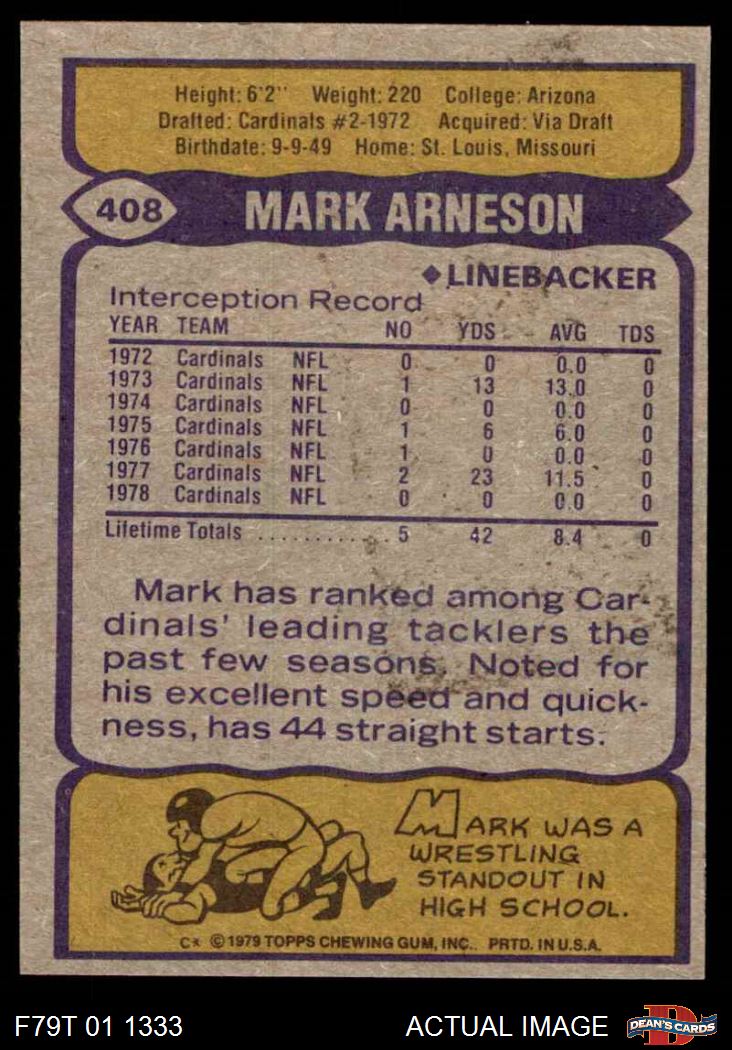 Height: 6'2" Weight: 220 College: Arizona
Drafted: Cardinals #2-1972 Acquired: Via Draft
Birthdate: 9-9-49 Home: St. Louis, Missouri
408 MARK ARNESON
◆LINEBACKER
Interception Record
YEAR TEAM NO YDS AVG TDS
1972 Cardinals NFL 0 0 0.0 0
1973 Cardinals NFL 1 13 13.0 0
1974 Cardinals NFL 0 0 0.0 0
1975 Cardinals NFL 1 6 6.0 0
1976 Cardinals NFL 1 0 0.0 0
1977 Cardinals NFL 2 23 11.5 0
1978 Cardinals NFL 0 0 0.0 0
Lifetime Totals ............ 5 42 8.4 0
Mark has ranked among Car-
dinals' leading tacklers the
past few seasons. Noted for
his excellent speed and quick-
ness, has 44 straight starts.
MARK WAS A
WRESTLING
STANDOUT IN
HIGH SCHOOL.
C* © 1979 TOPPS CHEWING GUM, INC. PRTD. IN U.S.A.
F79T 01 1333 ACTUAL IMAGE D DEAN'S CARDS